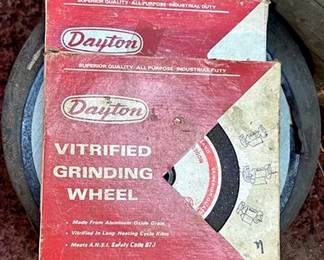 SUPERIOR QUALITY · ALL PURPOSE · INDUSTRIAL DUTY
Dayton
SUPERIOR QUALITY · ALL PURPOSE · INDUSTRIAL DUTY
Dayton
VITRIFIED
GRINDING
WHEEL
• Made From Aluminum Oxide Grain
• Vitrified In Long Heating Cycle Kilns
• Meets A.N.S.I. Safety Code B7.1